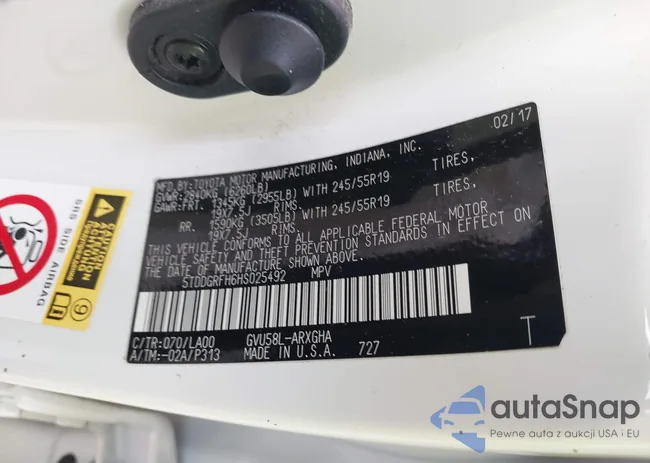 02/17
MFD.BY:TOYOTA MOTOR MANUFACTURING, INDIANA, INC.
GVWR:2840KG (6260LB)
GAWR:FRT. 1345KG (2955LB) WITH 245/55R19 TIRES,
19X7.5J RIMS.
RR. 1590KG (3505LB) WITH 245/55R19 TIRES,
19X7.5J RIMS.
THIS VEHICLE CONFORMS TO ALL APPLICABLE FEDERAL MOTOR
VEHICLE SAFETY AND THEFT PREVENTION STANDARDS IN EFFECT ON
THE DATE OF MANUFACTURE SHOWN ABOVE.
5TDDGRFH6HS025492 MPV
C/TR:070/LA00 GVU58L-ARXGHA
A/TM:-02A/P313 MADE IN U.S.A. 727
T
SRS SIDE AIRBAG
9
autaSnap
Pewne auta z aukcji USA i EU